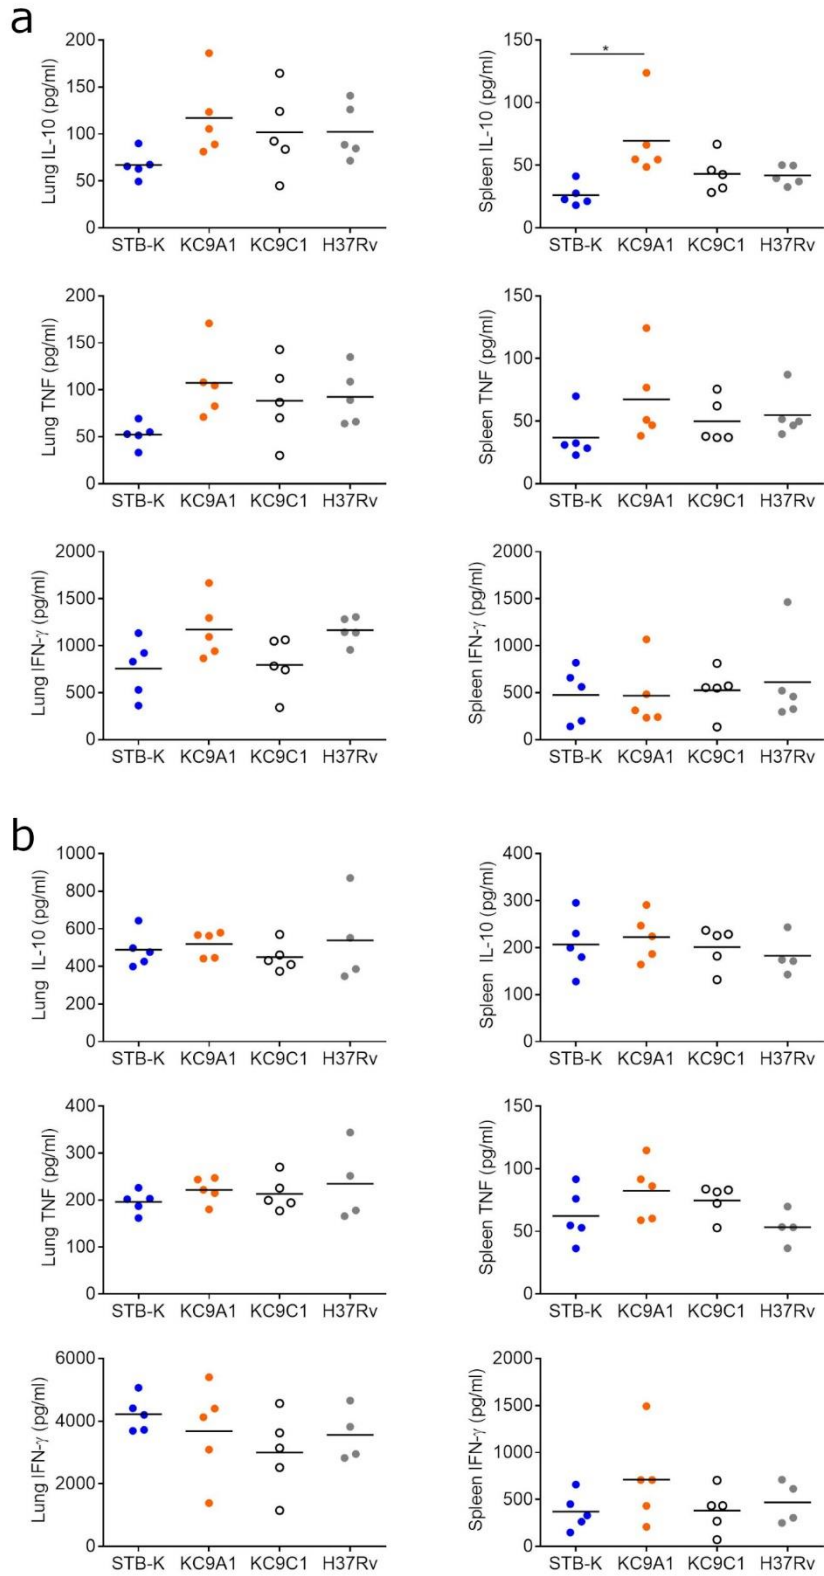 a
Lung IL-10 (pg/ml)
200
150
100
50
0
STB-K KC9A1 KC9C1 H37Rv
Spleen IL-10 (pg/ml)
150
100
50
0
*
STB-K KC9A1 KC9C1 H37Rv
Lung TNF (pg/ml)
200
150
100
50
0
STB-K KC9A1 KC9C1 H37Rv
Spleen TNF (pg/ml)
150
100
50
0
STB-K KC9A1 KC9C1 H37Rv
Lung IFN-γ (pg/ml)
2000
1500
1000
500
0
STB-K KC9A1 KC9C1 H37Rv
Spleen IFN-γ (pg/ml)
2000
1500
1000
500
0
STB-K KC9A1 KC9C1 H37Rv
b
Lung IL-10 (pg/ml)
1000
800
600
400
200
0
STB-K KC9A1 KC9C1 H37Rv
Spleen IL-10 (pg/ml)
400
300
200
100
0
STB-K KC9A1 KC9C1 H37Rv
Lung TNF (pg/ml)
400
300
200
100
0
STB-K KC9A1 KC9C1 H37Rv
Spleen TNF (pg/ml)
150
100
50
0
STB-K KC9A1 KC9C1 H37Rv
Lung IFN-γ (pg/ml)
6000
4000
2000
0
STB-K KC9A1 KC9C1 H37Rv
Spleen IFN-γ (pg/ml)
2000
1500
1000
500
0
STB-K KC9A1 KC9C1 H37Rv